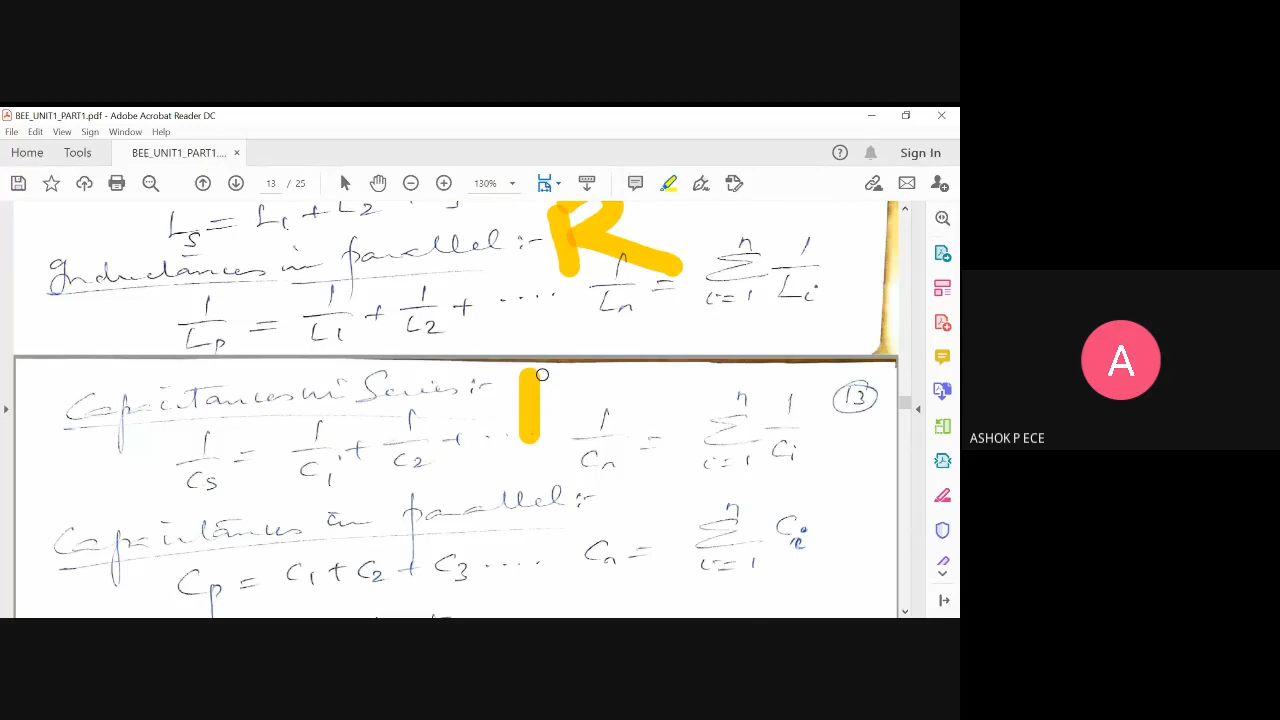 BEE_UNIT1_PART1.pdf - Adobe Acrobat Reader DC
File Edit View Window Help
Home Tools BEE_UNIT1_PART1.... × Sign In
13 / 25 130%
Ls = L1 + L2
R
Inductances in parallel :-
1/Lp = 1/L1 + 1/L2 + .... 1/Ln = n Σ i=1 1/Li
Capacitances in Series :- 13
1/Cs = 1/C1 + 1/C2 + ... 1/Cn = n Σ i=1 1/Ci
Capacitances in parallel :-
Cp = C1 + C2 + C3 .... Cn = n Σ i=1 Ci
A
ASHOK P ECE